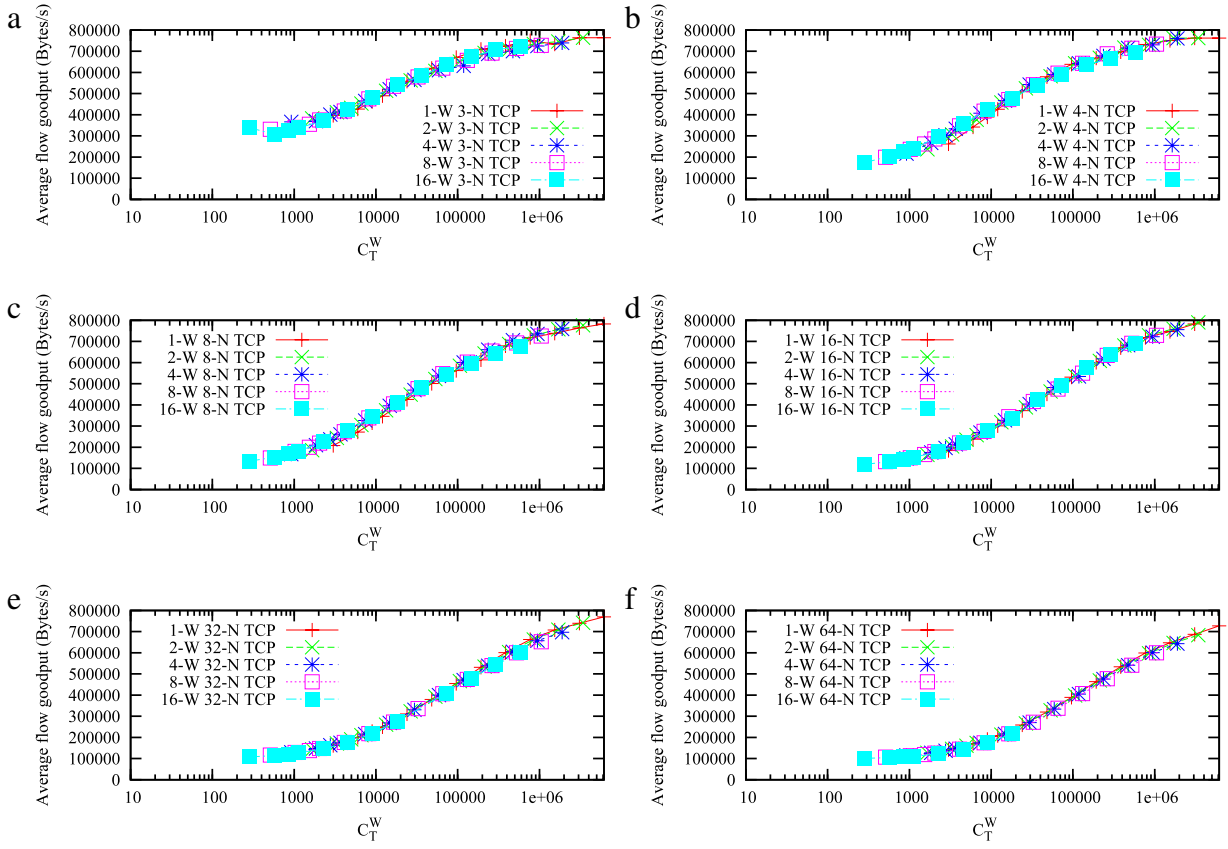 a
Average flow goodput (Bytes/s)
800000
700000
600000
500000
400000
300000
200000
100000
0
10
1000
10000
100000
1e+06
C_T^W
1-W 3-N TCP
2-W 3-N TCP
4-W 3-N TCP
8-W 3-N TCP
16-W 3-N TCP
b
Average flow goodput (Bytes/s)
800000
700000
600000
500000
400000
300000
200000
100000
0
10
1000
10000
100000
1e+06
C_T^W
1-W 4-N TCP
2-W 4-N TCP
4-W 4-N TCP
8-W 4-N TCP
16-W 4-N TCP
c
Average flow goodput (Bytes/s)
800000
700000
600000
500000
400000
300000
200000
100000
0
10
1000
10000
100000
1e+06
C_T^W
1-W 8-N TCP
2-W 8-N TCP
4-W 8-N TCP
8-W 8-N TCP
16-W 8-N TCP
d
Average flow goodput (Bytes/s)
800000
700000
600000
500000
400000
300000
200000
100000
0
10
1000
10000
100000
1e+06
C_T^W
1-W 16-N TCP
2-W 16-N TCP
4-W 16-N TCP
8-W 16-N TCP
16-W 16-N TCP
e
Average flow goodput (Bytes/s)
800000
700000
600000
500000
400000
300000
200000
100000
0
10
1000
10000
100000
1e+06
C_T^W
1-W 32-N TCP
2-W 32-N TCP
4-W 32-N TCP
8-W 32-N TCP
16-W 32-N TCP
f
Average flow goodput (Bytes/s)
800000
700000
600000
500000
400000
300000
200000
100000
0
10
1000
10000
100000
1e+06
C_T^W
1-W 64-N TCP
2-W 64-N TCP
4-W 64-N TCP
8-W 64-N TCP
16-W 64-N TCP